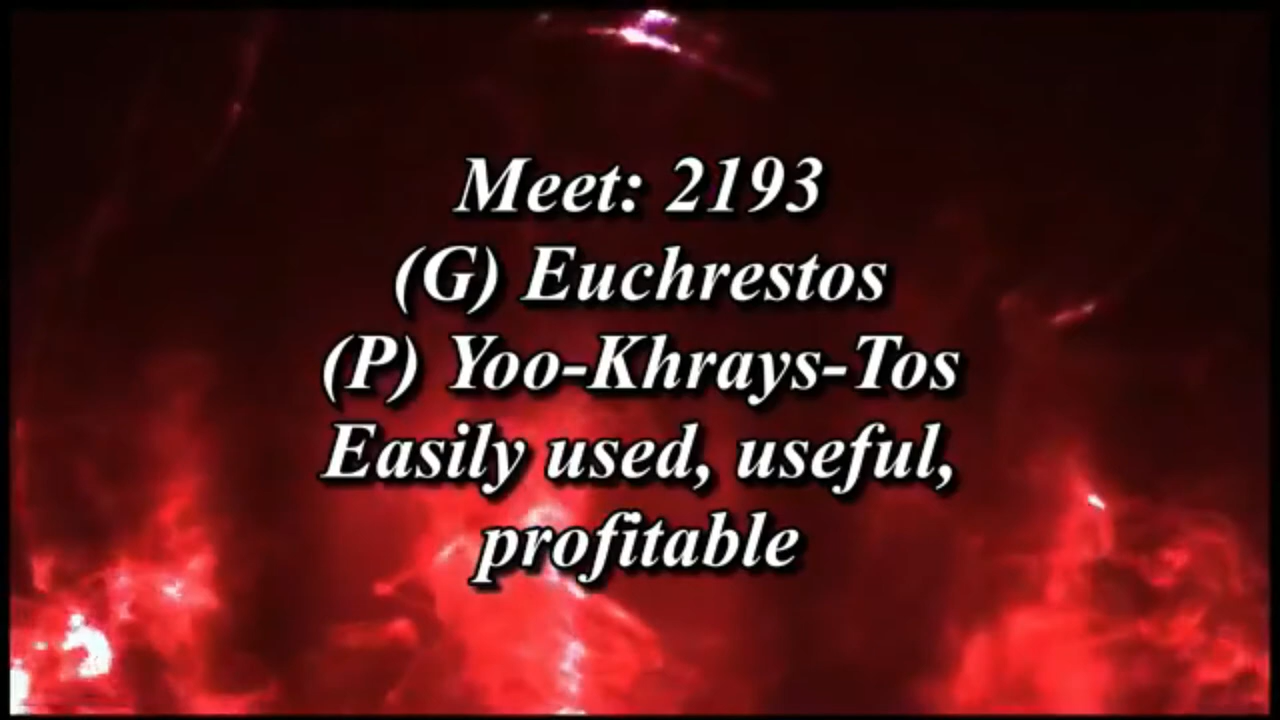 Meet: 2193
(G) Euchrestos
(P) Yoo-Khrays-Tos
Easily used, useful,
profitable